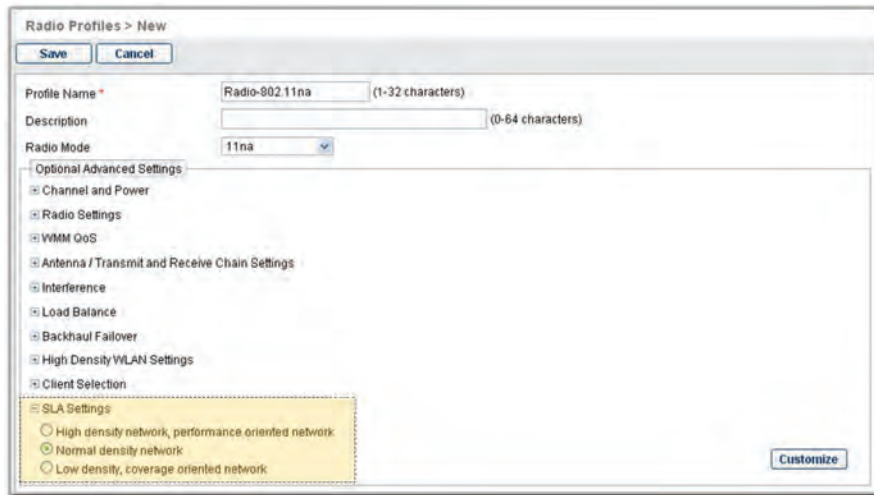 Radio Profiles > New
Save Cancel
Profile Name * Radio-802.11na (1-32 characters)
Description (0-64 characters)
Radio Mode 11na
Optional Advanced Settings
Channel and Power
Radio Settings
WMM QoS
Antenna / Transmit and Receive Chain Settings
Interference
Load Balance
Backhaul Failover
High Density WLAN Settings
Client Selection
SLA Settings
High density network, performance oriented network
Normal density network
Low density, coverage oriented network
Customize